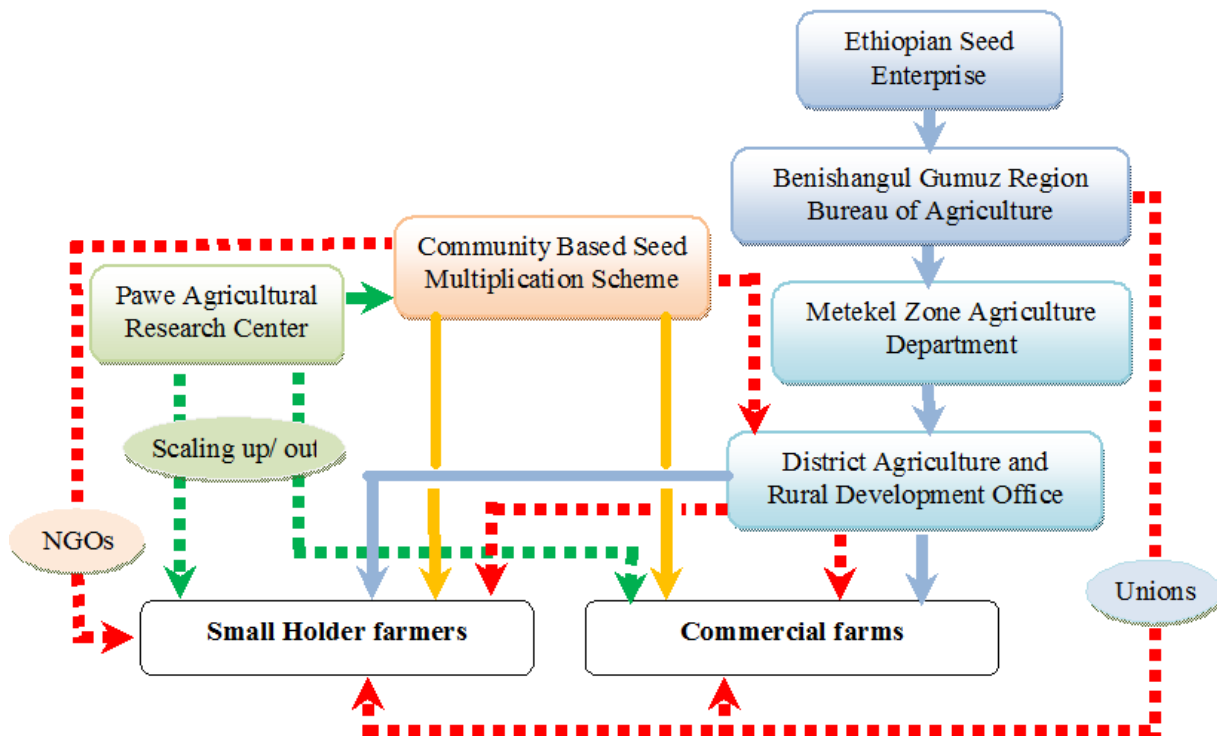 Ethiopian Seed
Enterprise
Benishangul Gumuz Region
Bureau of Agriculture
Community Based Seed
Multiplication Scheme
Pawe Agricultural
Research Center
Metekel Zone Agriculture
Department
Scaling up/ out
District Agriculture and
Rural Development Office
NGOs
Unions
Small Holder farmers
Commercial farms